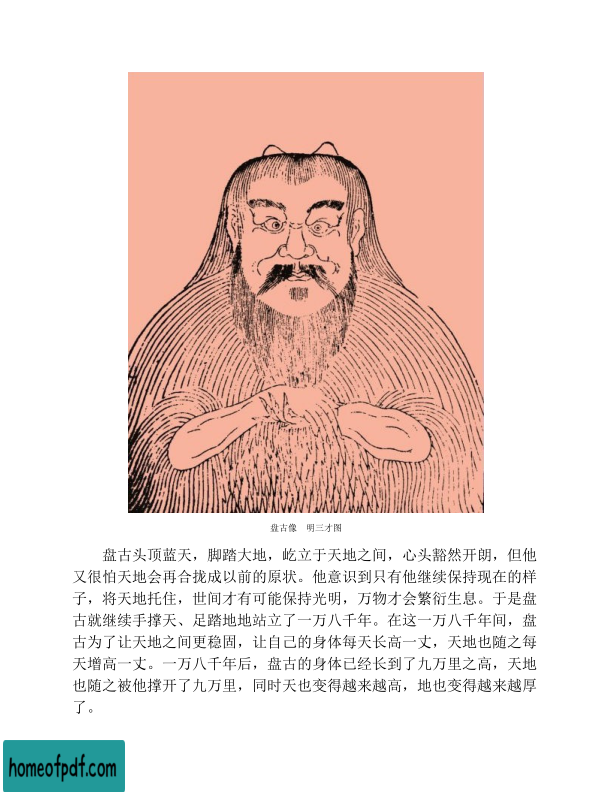 盘古像　明三才图
盘古头顶蓝天，脚踏大地，屹立于天地之间，心头豁然开朗，但他
又很怕天地会再合拢成以前的原状。他意识到只有他继续保持现在的样
子，将天地托住，世间才有可能保持光明，万物才会繁衍生息。于是盘
古就继续手撑天、足踏地地站立了一万八千年。在这一万八千年间，盘
古为了让天地之间更稳固，让自己的身体每天长高一丈，天地也随之每
天增高一丈。一万八千年后，盘古的身体已经长到了九万里之高，天地
也随之被他撑开了九万里，同时天也变得越来越高，地也变得越来越厚
了。
homeofpdf.com